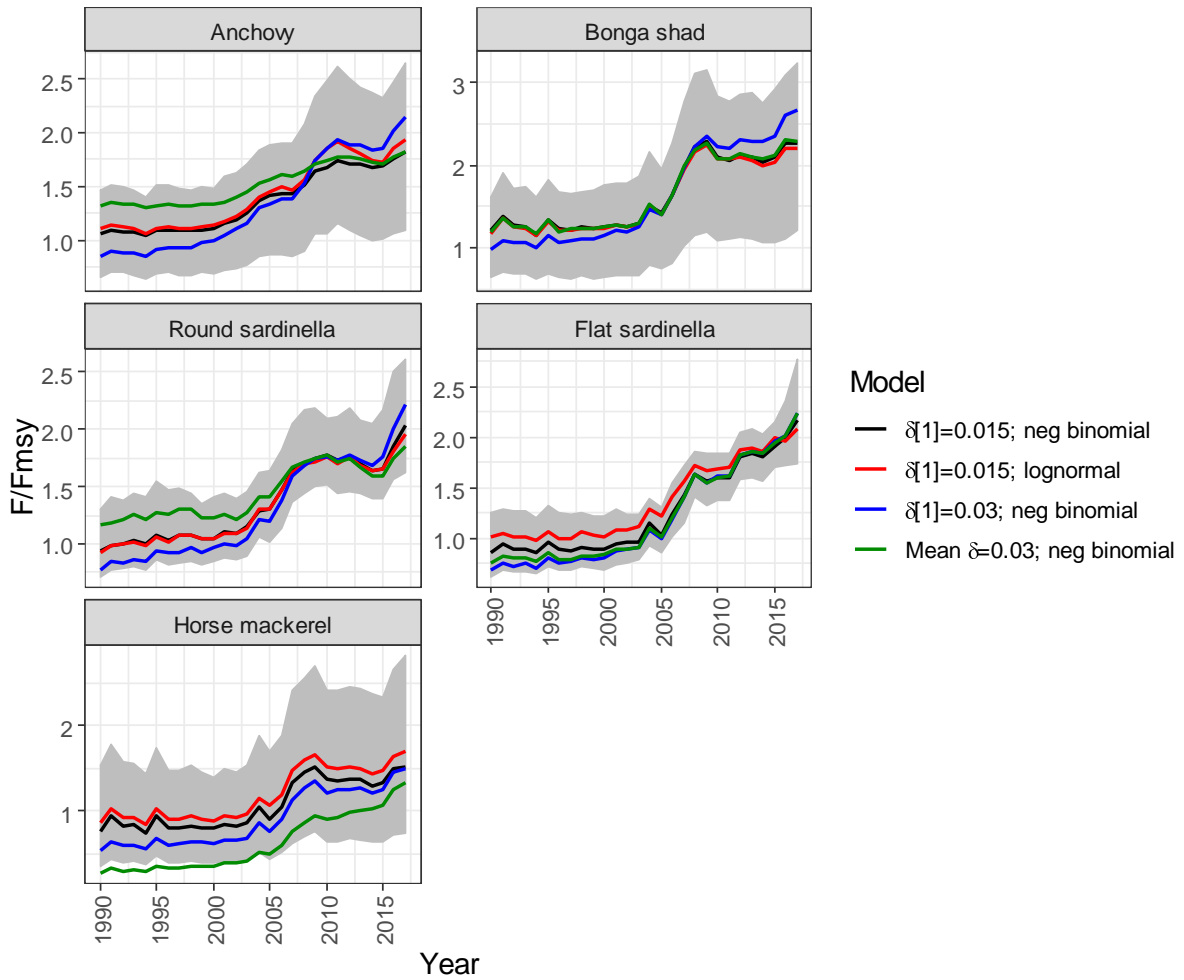 Anchovy
Bonga shad
2.5
2.0
1.5
1.0
3
2
1
Round sardinella
Flat sardinella
2.5
2.0
1.5
1.0
2.5
2.0
1.5
1.0
Horse mackerel
2
1
1990
1995
2000
2005
2010
2015
1990
1995
2000
2005
2010
2015
F/Fmsy
Year
Model
δ[1]=0.015; neg binomial
δ[1]=0.015; lognormal
δ[1]=0.03; neg binomial
Mean δ=0.03; neg binomial